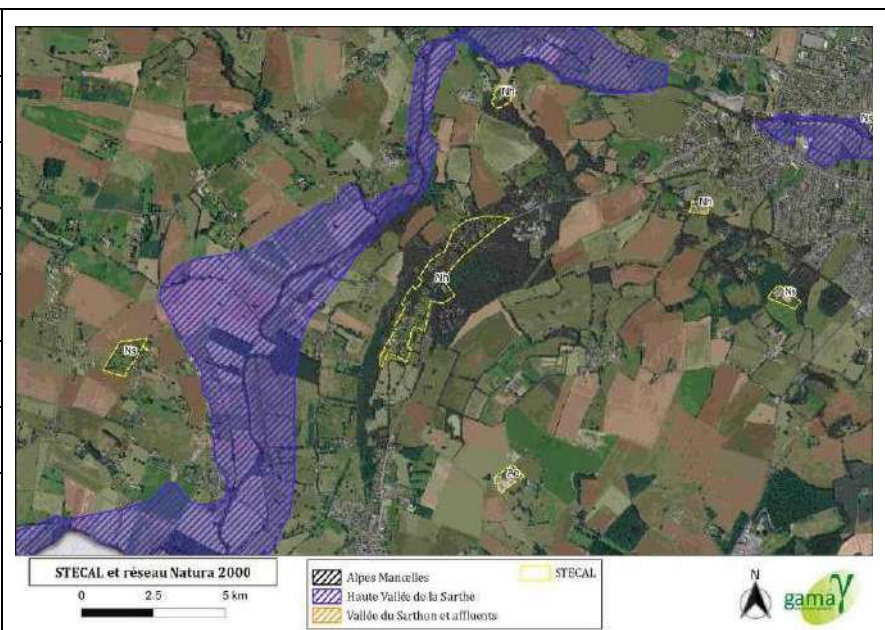 Nh
Ns
Nh
Nh
Ns
Ns
Ac
STECAL et réseau Natura 2000
0 2.5 5 km
Alpes Mancelles
Haute Vallée de la Sarthe
Vallée du Sarthon et affluents
STECAL
N
gama